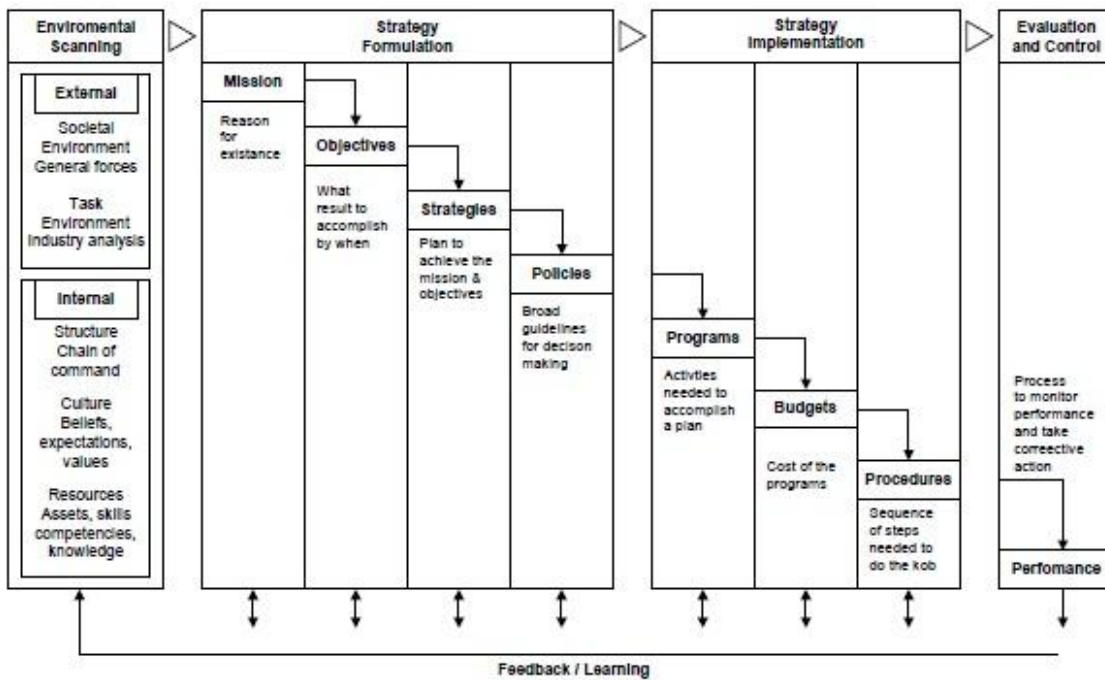 Enviromental
Scanning
External
Societal
Environment
General forces
Task
Environment
Industry analysis
Internal
Structure
Chain of
command
Culture
Beliefs,
expectations,
values
Resources
Assets, skills
competencies,
knowledge
Strategy
Formulation
Mission
Reason
for
existance
Objectives
What
result to
accomplish
by when
Strategies
Plan to
achieve the
mission &
objectives
Policies
Broad
guidelines
for decison
making
Strategy
Implementation
Programs
Activties
needed to
accomplish
a plan
Budgets
Cost of the
programs
Procedures
Sequence
of steps
needed to
do the kob
Evaluation
and Control
Process
to monitor
performance
and take
correective
action
Perfomance
Feedback / Learning